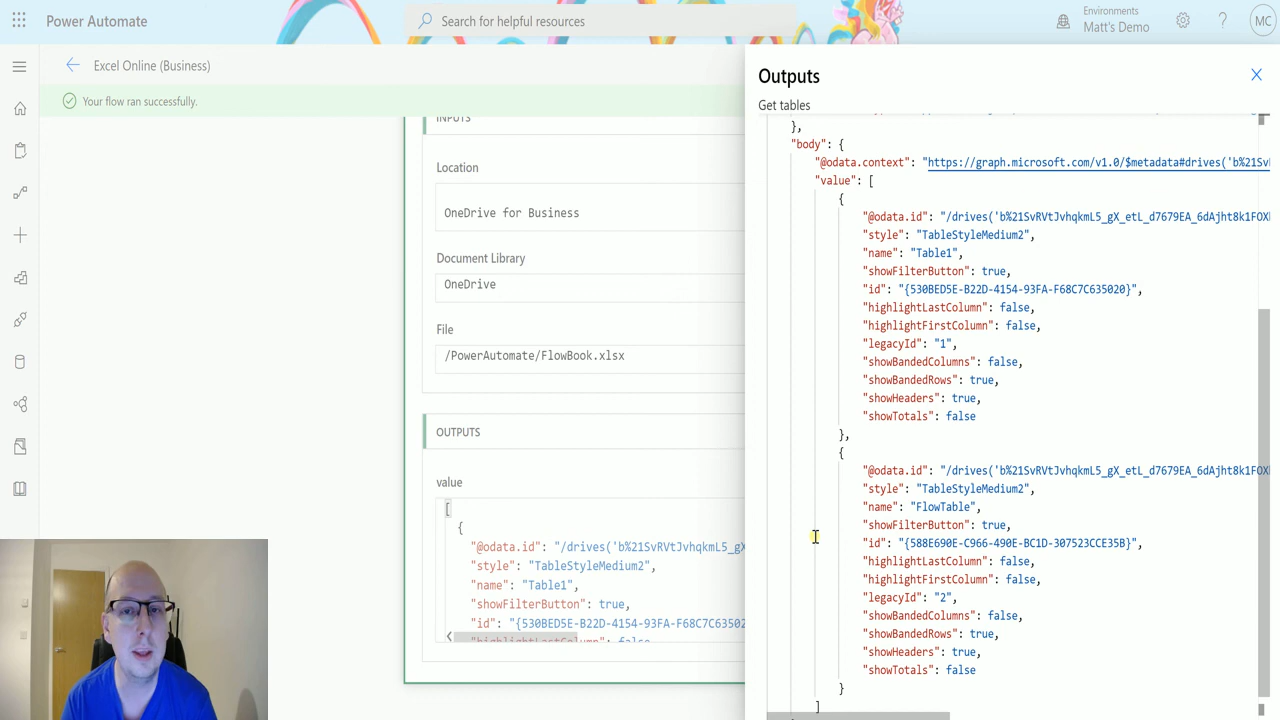 Power Automate
Search for helpful resources
Environments
Matt's Demo
MC
Excel Online (Business)
Your flow ran successfully.
INPUTS
Location
OneDrive for Business
Document Library
OneDrive
File
/PowerAutomate/FlowBook.xlsx
OUTPUTS
value
[
{
"@odata.id": "/drives('b%21SvRVtJvhqkmL5_gX
"style": "TableStyleMedium2",
"name": "Table1",
"showFilterButton": true,
"id": "{530BED5E-B22D-4154-93FA-F68C7C63502
"highlightLastColumn": false
Outputs
Get tables
},
"body": {
"@odata.context": "https://graph.microsoft.com/v1.0/$metadata#drives('b%21Sv
"value": [
{
"@odata.id": "/drives('b%21SvRVtJvhqkmL5_gX_etL_d7679EA_6dAjht8k1FOX
"style": "TableStyleMedium2",
"name": "Table1",
"showFilterButton": true,
"id": "{530BED5E-B22D-4154-93FA-F68C7C635020}",
"highlightLastColumn": false,
"highlightFirstColumn": false,
"legacyId": "1",
"showBandedColumns": false,
"showBandedRows": true,
"showHeaders": true,
"showTotals": false
},
{
"@odata.id": "/drives('b%21SvRVtJvhqkmL5_gX_etL_d7679EA_6dAjht8k1FOX
"style": "TableStyleMedium2",
"name": "FlowTable",
"showFilterButton": true,
"id": "{588E690E-C966-490E-BC1D-307523CCE35B}",
"highlightLastColumn": false,
"highlightFirstColumn": false,
"legacyId": "2",
"showBandedColumns": false,
"showBandedRows": true,
"showHeaders": true,
"showTotals": false
}
]